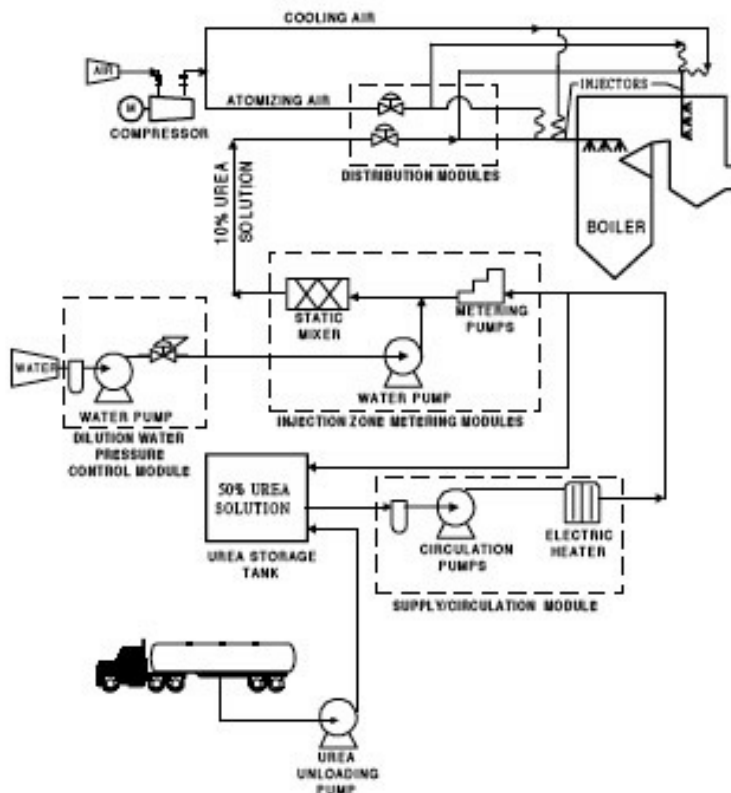 COOLING AIR
AIR
M
COMPRESSOR
ATOMIZING AIR
INJECTORS
DISTRIBUTION MODULES
BOILER
10% UREA
SOLUTION
STATIC
MIXER
METERING
PUMPS
WATER
WATER PUMP
WATER PUMP
DILUTION WATER
PRESSURE
CONTROL MODULE
INJECTION ZONE METERING MODULES
50% UREA
SOLUTION
UREA STORAGE
TANK
CIRCULATION
PUMPS
ELECTRIC
HEATER
SUPPLY/CIRCULATION MODULE
UREA
UNLOADING
PUMP